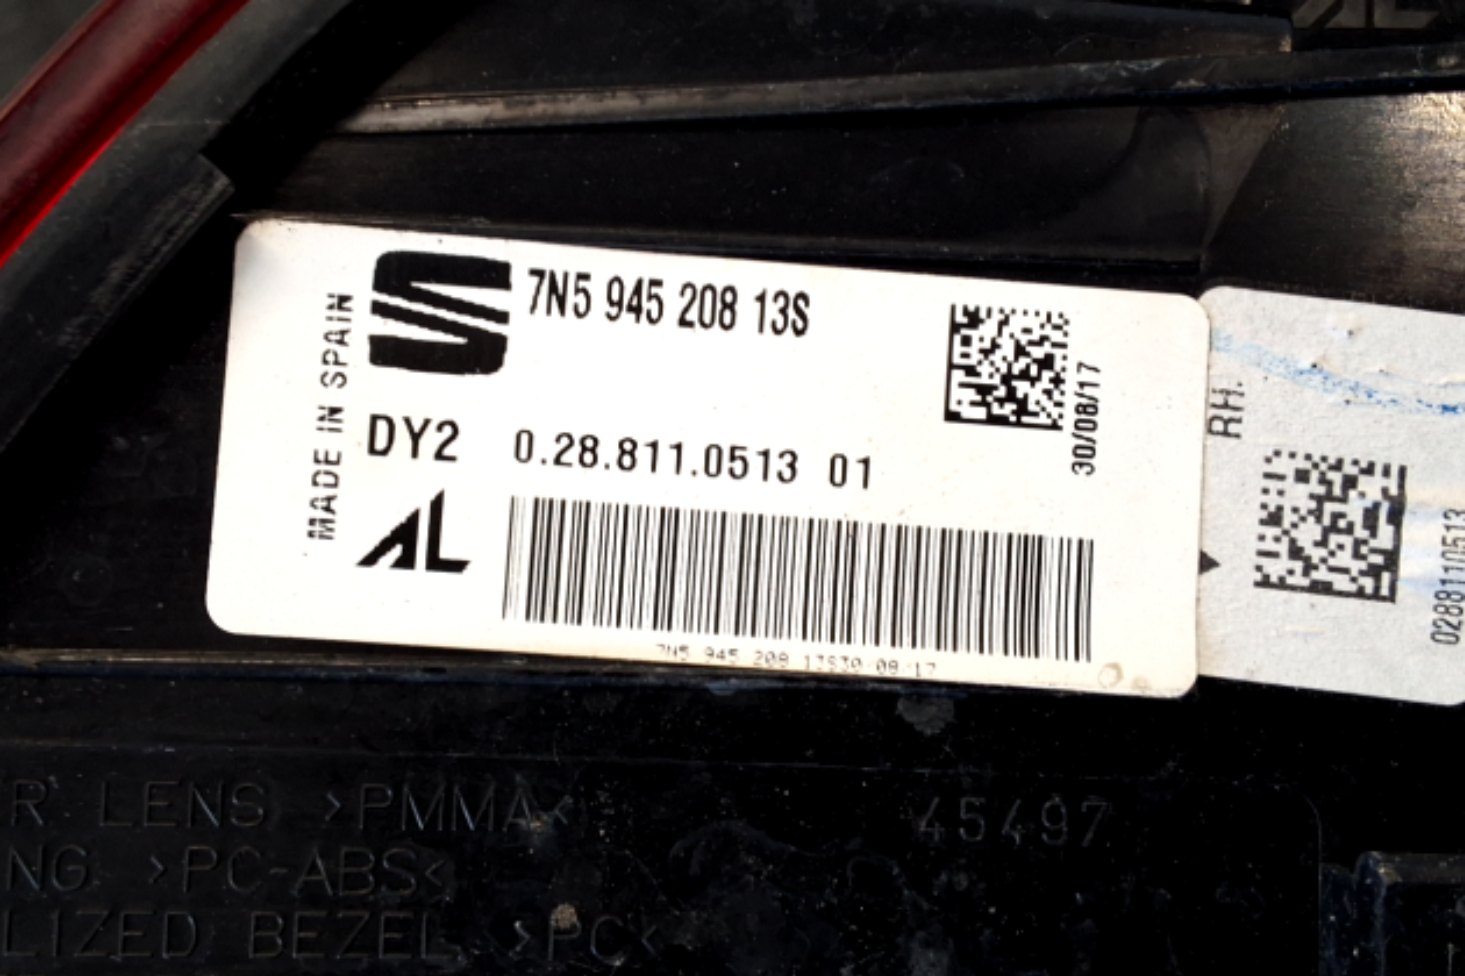 AL
7N5 945 208 13S
MADE IN SPAIN
30/08/17
DY2 0.28.811.0513 01
AL
7N5 945 208 13S30/08/17
RH.
0288110513
R LENS >PMMA<
45497
NG >PC-ABS<
LIZED BEZEL >PC<